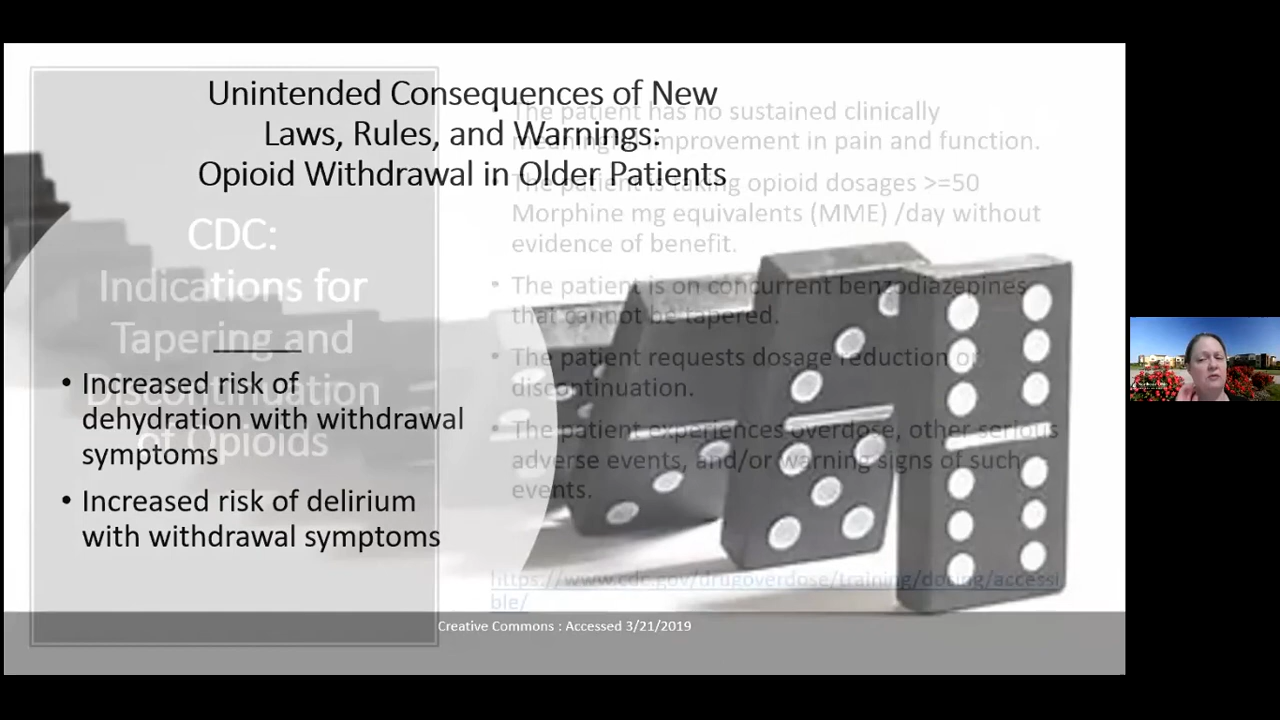 Unintended Consequences of New
Laws, Rules, and Warnings:
Opioid Withdrawal in Older Patients
• Increased risk of
dehydration with withdrawal
symptoms
• Increased risk of delirium
with withdrawal symptoms
CDC:
Indications for
Tapering and
Discontinuation
of Opioids
• The patient has no sustained clinically
meaningful improvement in pain and function.
• The patient is taking opioid dosages >=50
Morphine mg equivalents (MME) /day without
evidence of benefit.
• The patient is on concurrent benzodiazepines
that cannot be tapered.
• The patient requests dosage reduction or
discontinuation.
• The patient experiences overdose, other serious
adverse events, and/or warning signs of such
events.
https://www.cdc.gov/drugoverdose/training/dosing/accessi
ble/
Creative Commons : Accessed 3/21/2019